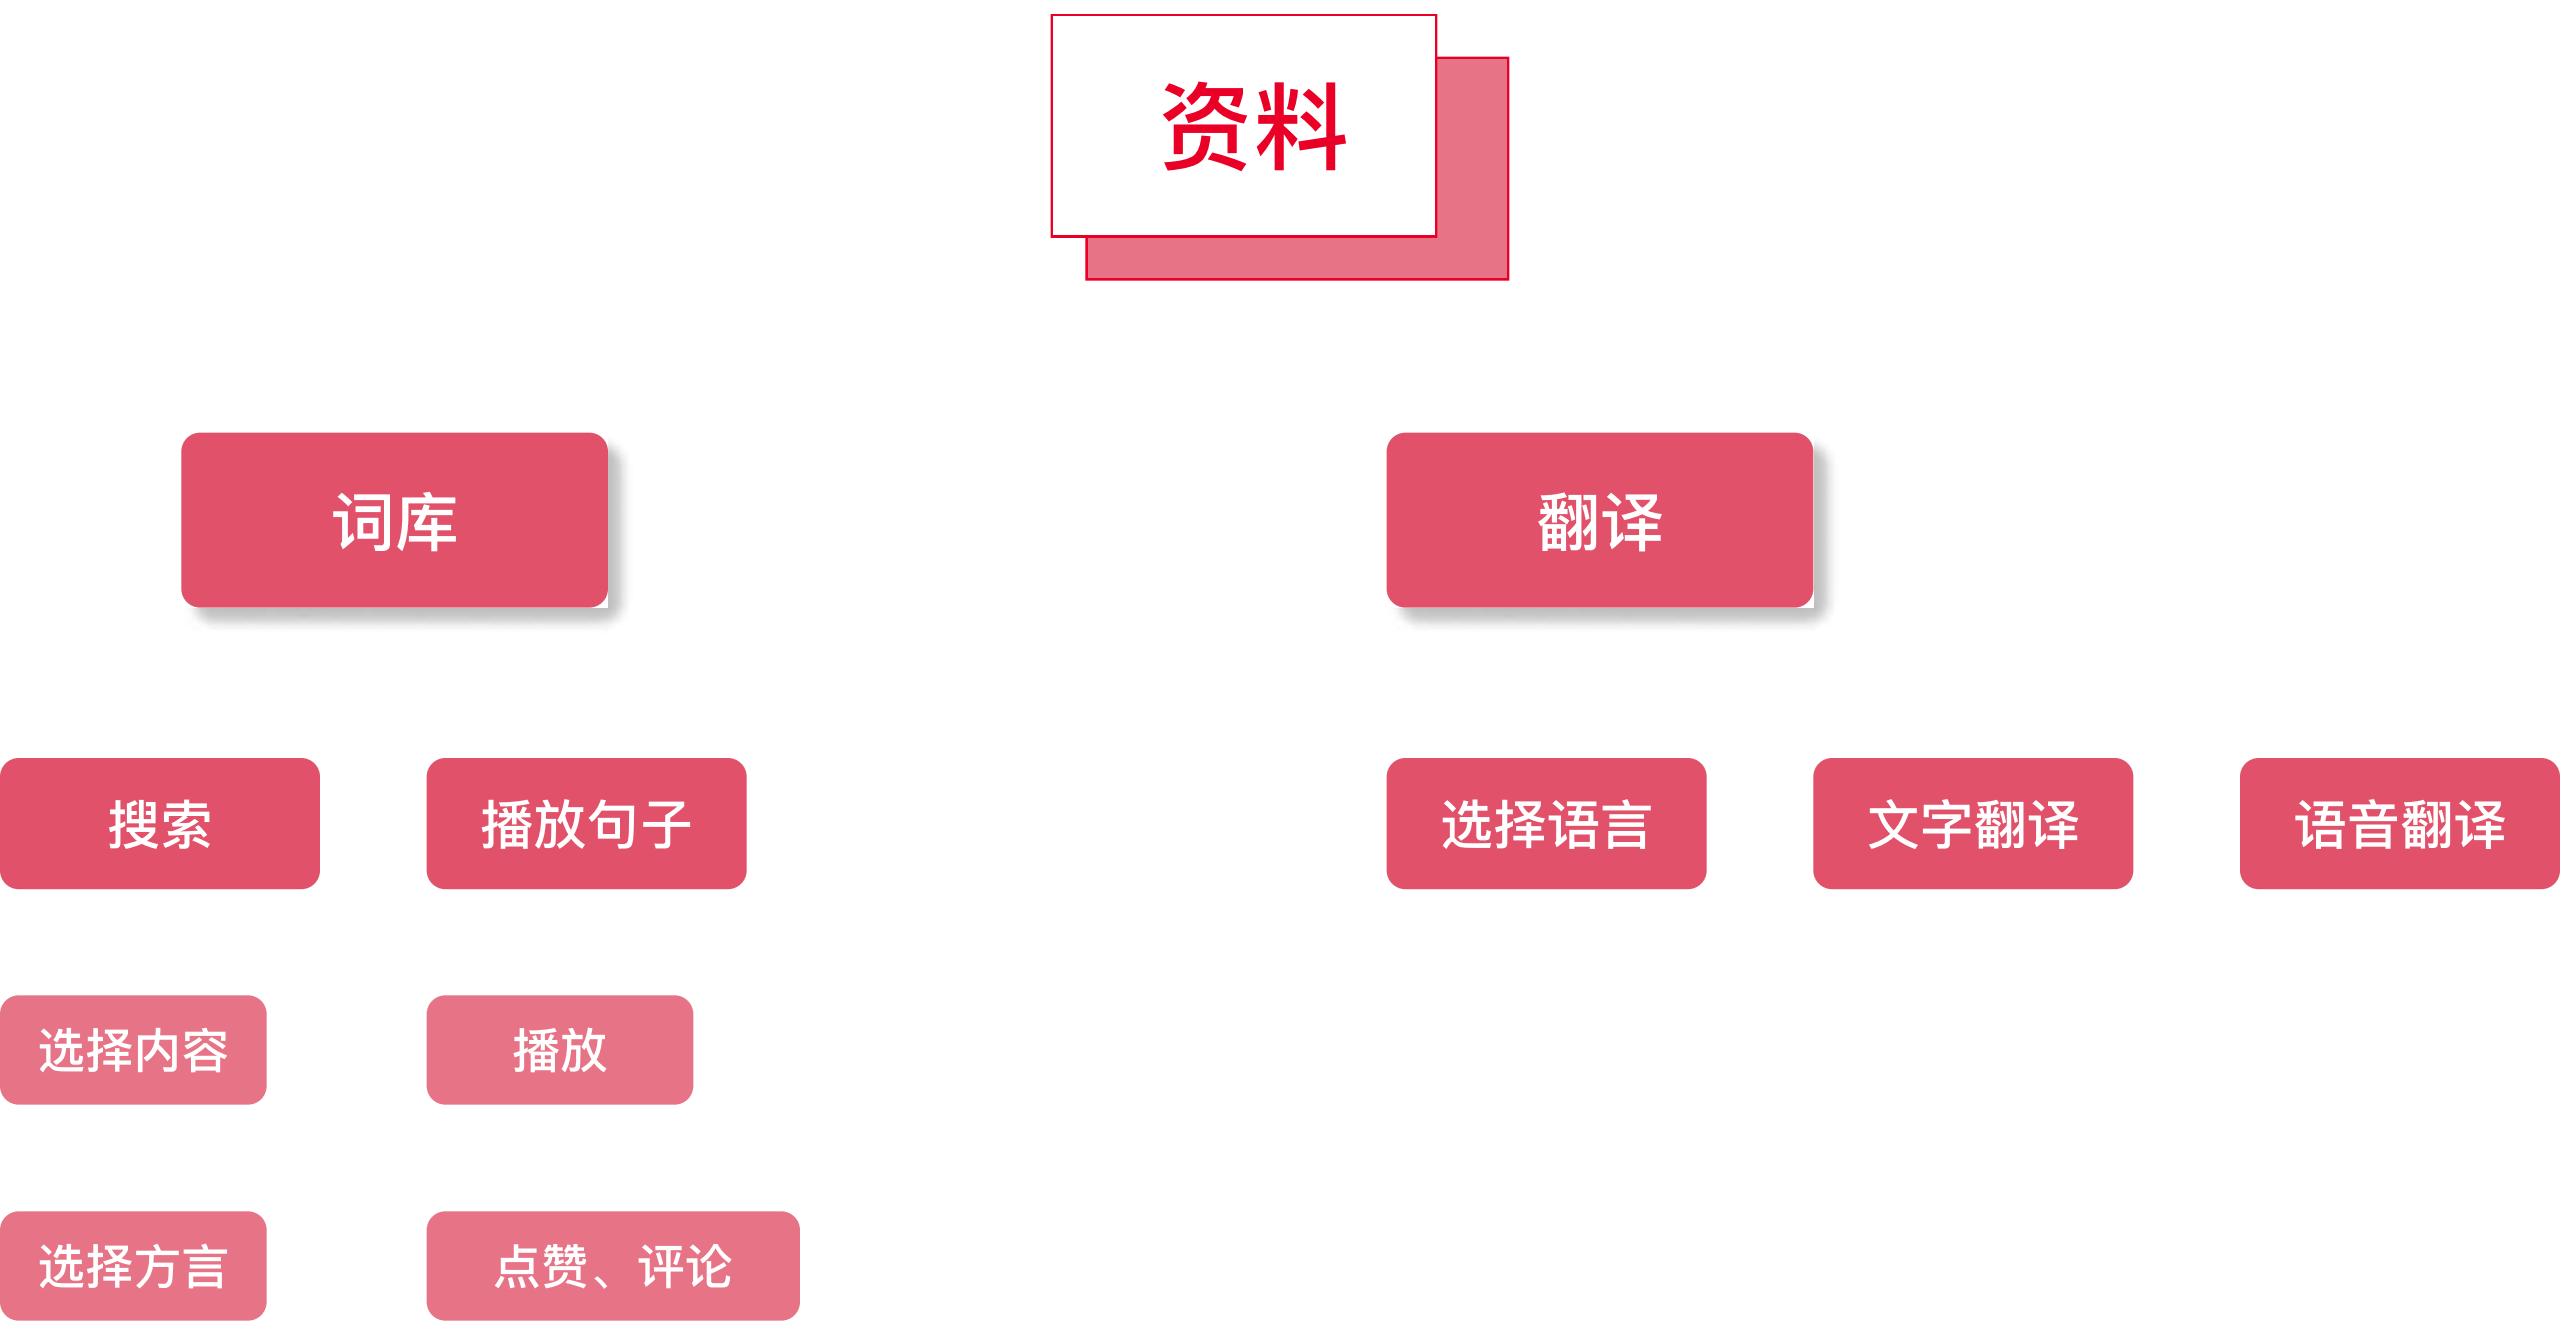 资料
词库
翻译
搜索
播放句子
选择语言
文字翻译
语音翻译
选择内容
播放
选择方言
点赞、评论